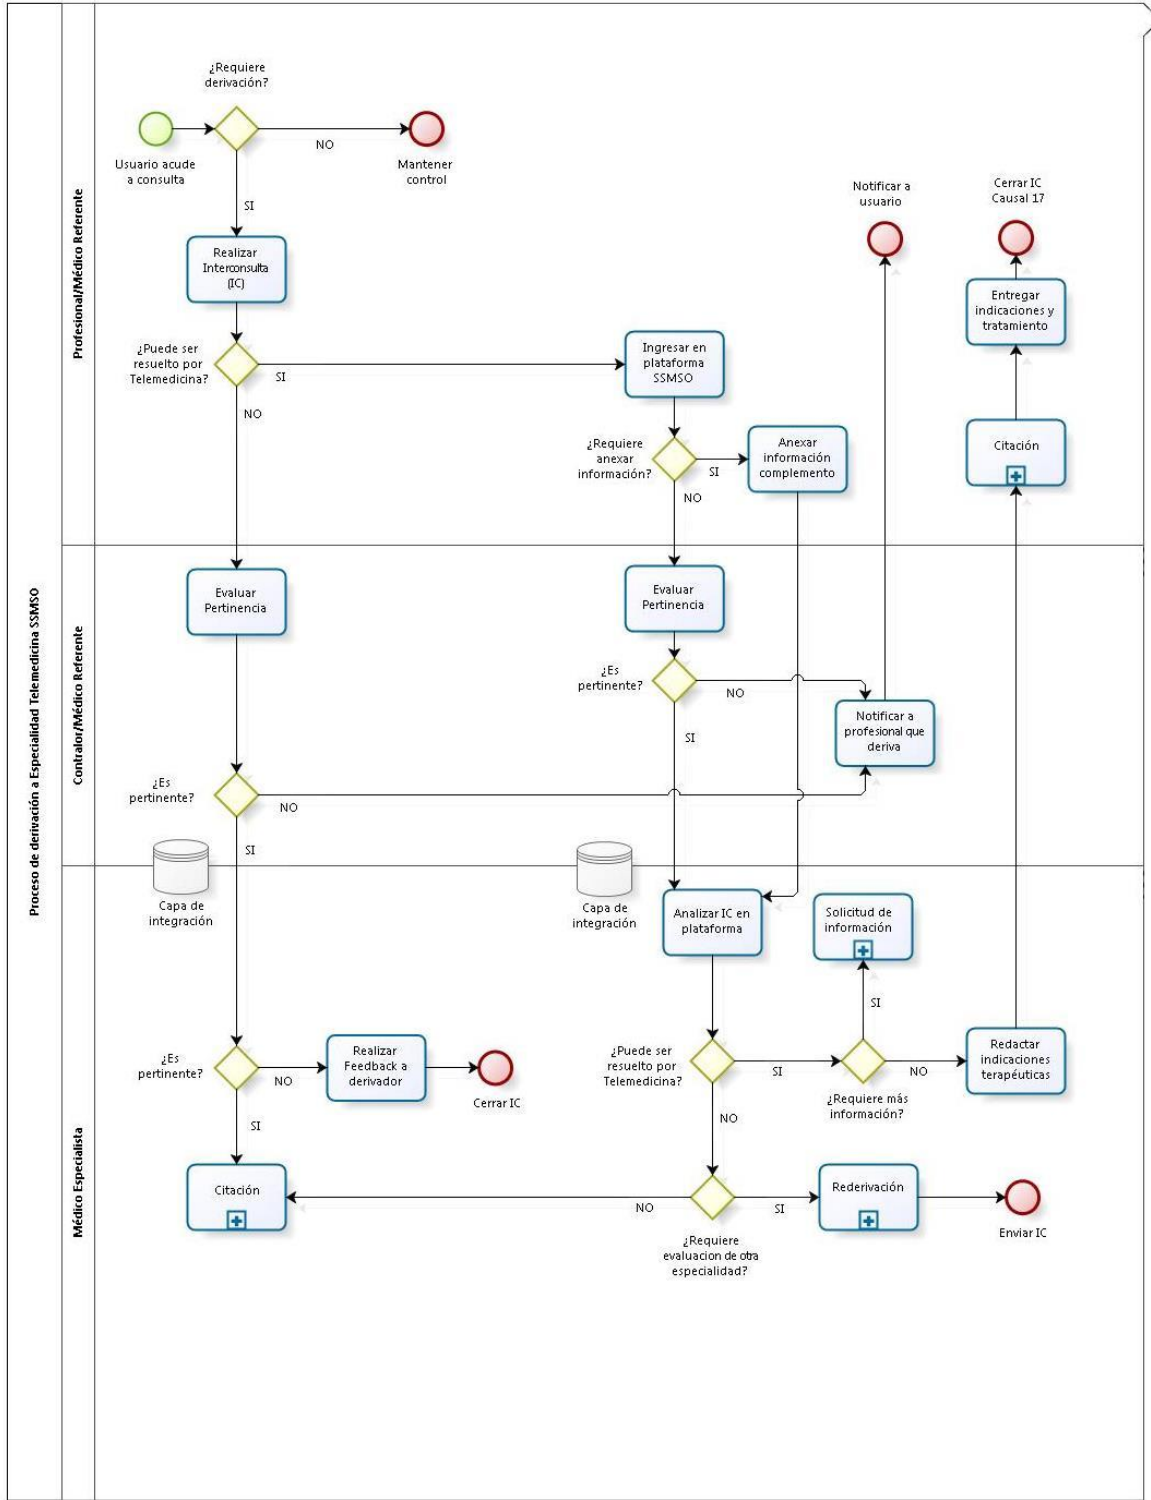 Proceso de derivación a Especialidad Telemedicina SSMSO
Profesional/Médico Referente
¿Requiere
derivación?
Usuario acude
a consulta
NO
Mantener
control
SI
Realizar
Interconsulta
(IC)
¿Puede ser
resuelto por
Telemedicina?
SI
NO
Ingresar en
plataforma
SSMSO
¿Requiere
anexar
información?
SI
NO
Anexar
información
complemento
Notificar a
usuario
Cerrar IC
Causal 17
Entregar
indicaciones y
tratamiento
Citación
Contralor/Médico Referente
Evaluar
Pertinencia
¿Es
pertinente?
NO
SI
Evaluar
Pertinencia
¿Es
pertinente?
NO
SI
Notificar a
profesional que
deriva
Médico Especialista
Capa de
integración
Capa de
integración
Analizar IC en
plataforma
Solicitud de
información
SI
¿Es
pertinente?
NO
SI
Realizar
Feedback a
derivador
Cerrar IC
¿Puede ser
resuelto por
Telemedicina?
SI
NO
¿Requiere más
información?
NO
Redactar
indicaciones
terapéuticas
Citación
NO
¿Requiere
evaluacion de otra
especialidad?
SI
Rederivación
Enviar IC